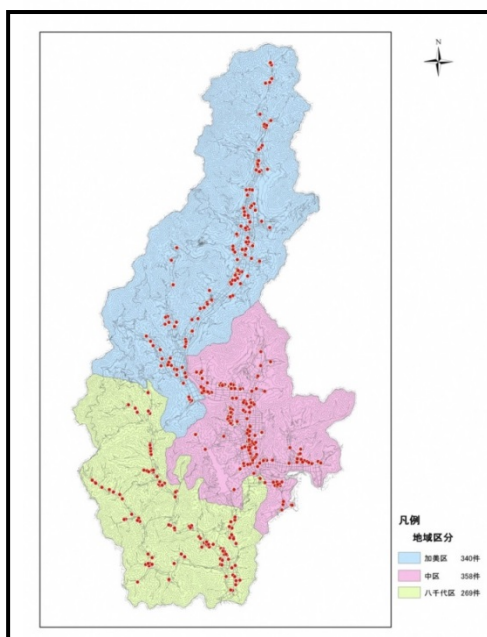 N
凡例
地域区分
加美区 340件
中区 358件
八千代区 269件